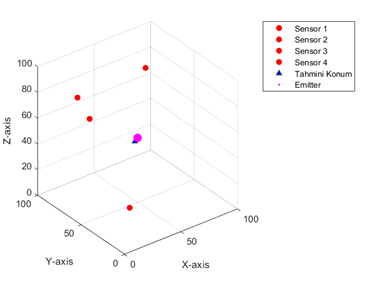 Sensor 1
Sensor 2
Sensor 3
Sensor 4
Tahmini Konum
Emitter
100
80
60
40
20
0
Z-axis
100
50
0
Y-axis
0
50
100
X-axis